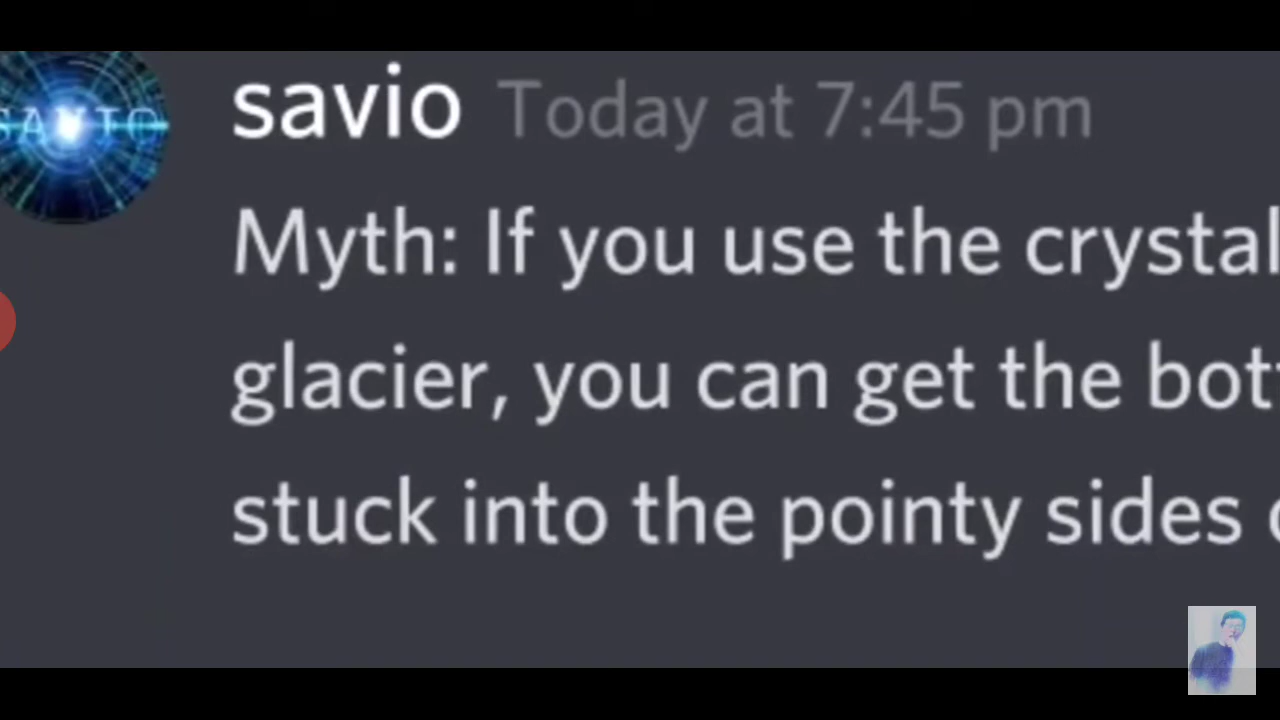 SAVIO
savio Today at 7:45 pm
Myth: If you use the crystal
glacier, you can get the
stuck into the pointy sides